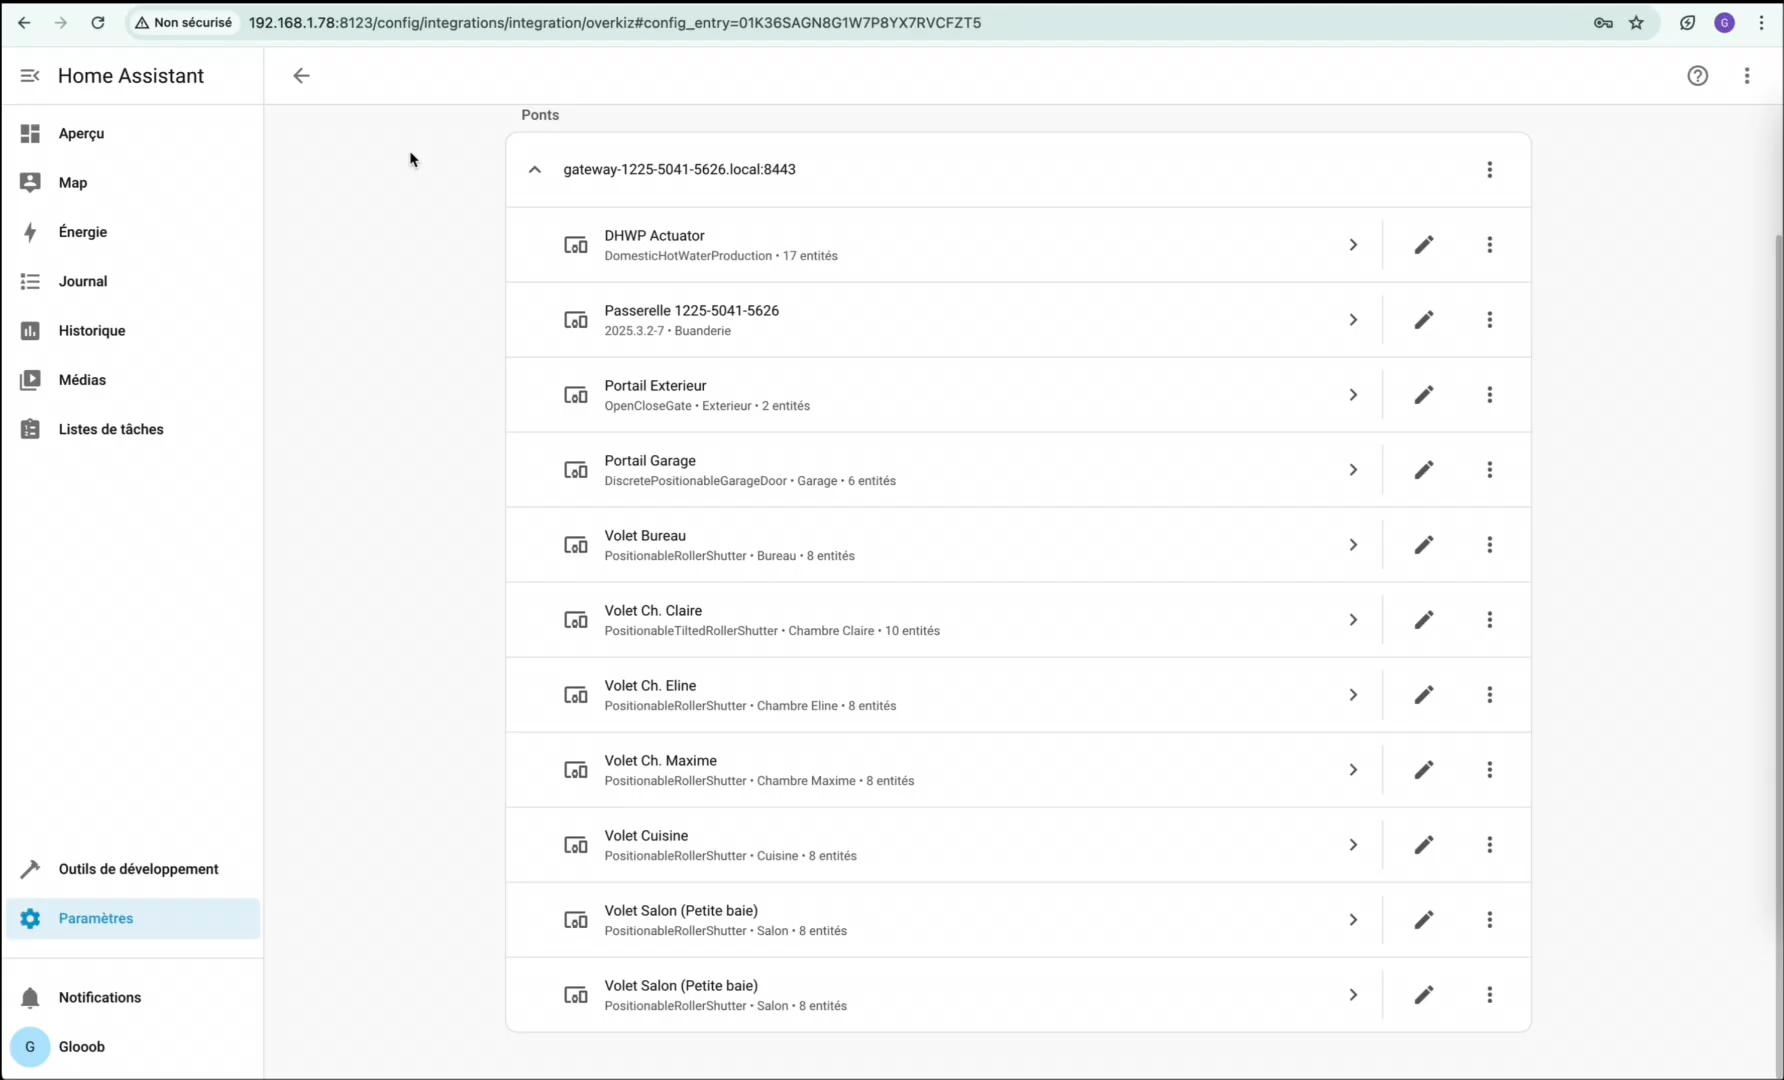 Non sécurisé
192.168.1.78:8123/config/integrations/integration/overkiz#config_entry=01K36SAGN8G1W7P8YX7RVCFZT5
G
Home Assistant
Aperçu
Map
Énergie
Journal
Historique
Médias
Listes de tâches
Outils de développement
Paramètres
Notifications
G
Glooob
Ponts
gateway-1225-5041-5626.local:8443
DHWP Actuator
DomesticHotWaterProduction • 17 entités
Passerelle 1225-5041-5626
2025.3.2-7 • Buanderie
Portail Exterieur
OpenCloseGate • Exterieur • 2 entités
Portail Garage
DiscretePositionableGarageDoor • Garage • 6 entités
Volet Bureau
PositionableRollerShutter • Bureau • 8 entités
Volet Ch. Claire
PositionableTiltedRollerShutter • Chambre Claire • 10 entités
Volet Ch. Eline
PositionableRollerShutter • Chambre Eline • 8 entités
Volet Ch. Maxime
PositionableRollerShutter • Chambre Maxime • 8 entités
Volet Cuisine
PositionableRollerShutter • Cuisine • 8 entités
Volet Salon (Petite baie)
PositionableRollerShutter • Salon • 8 entités
Volet Salon (Petite baie)
PositionableRollerShutter • Salon • 8 entités